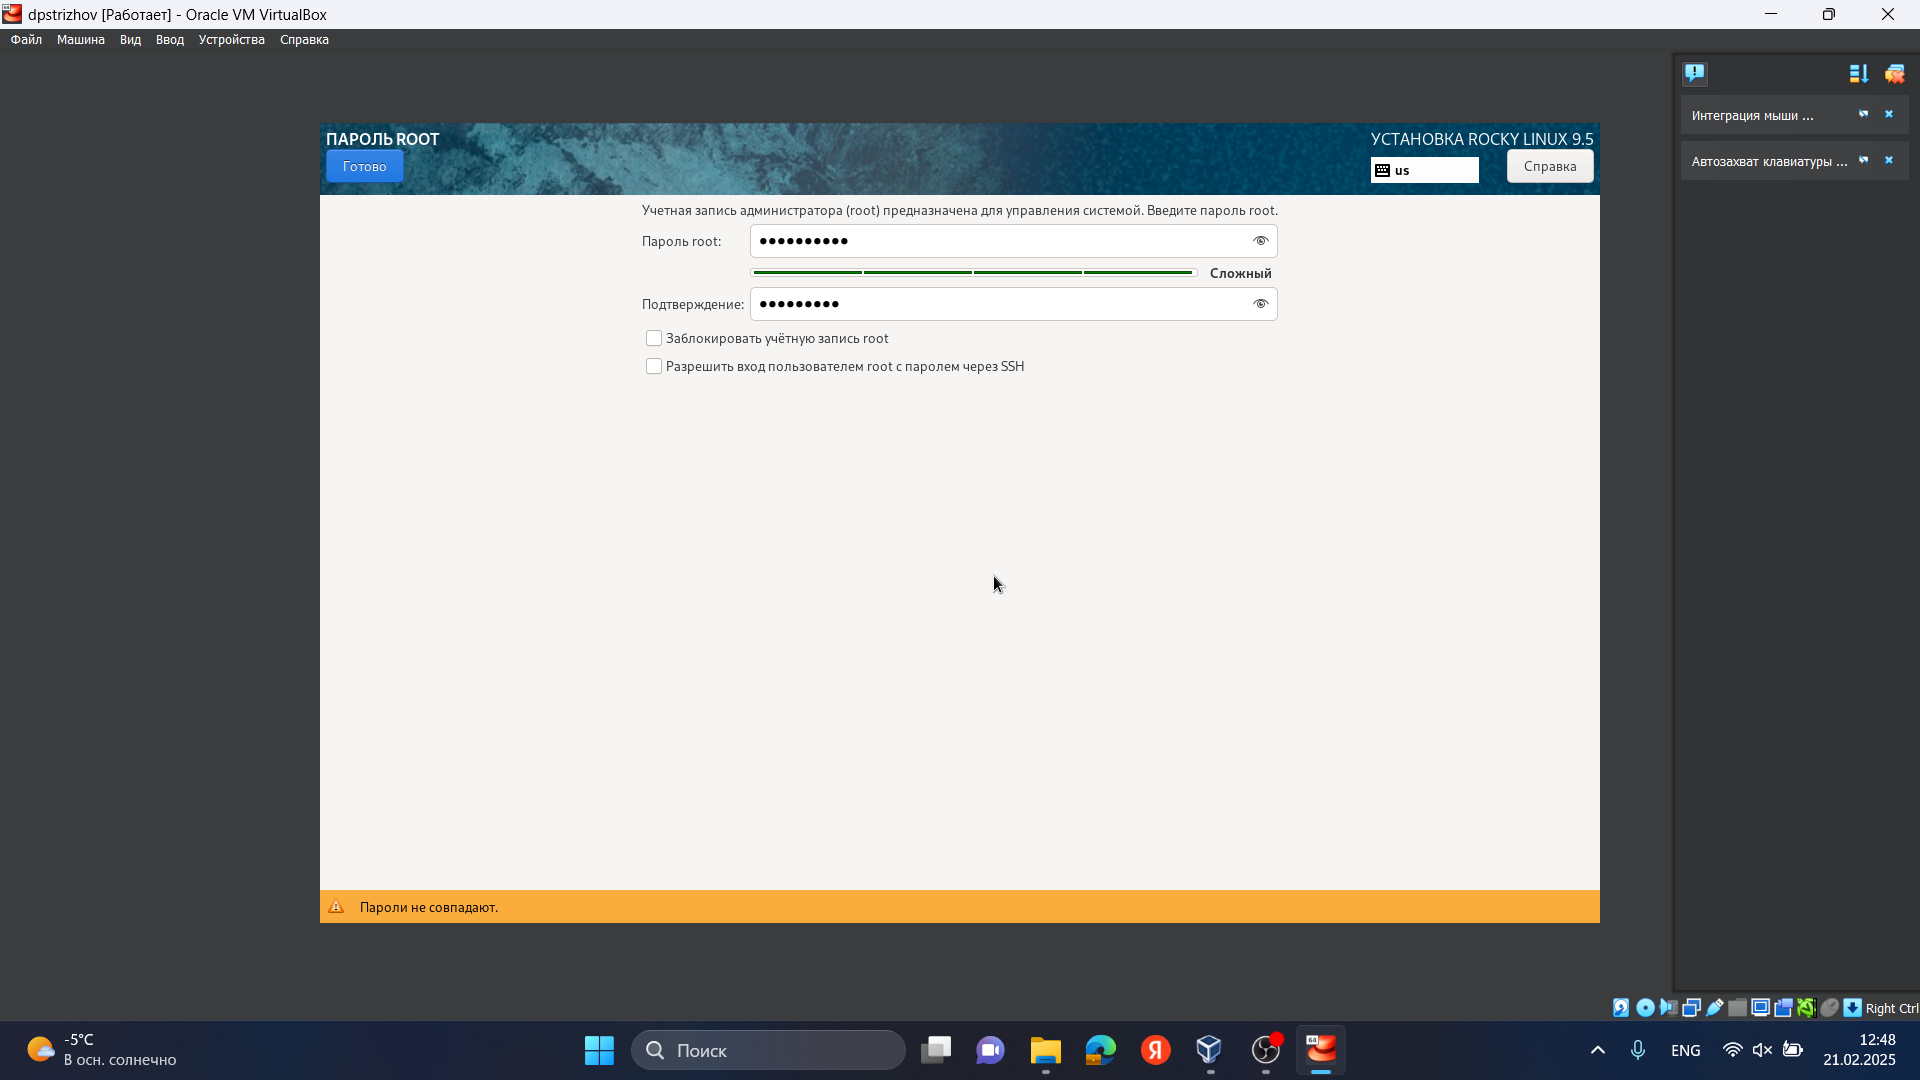 dpstrizhov [Работает] - Oracle VM VirtualBox
Файл Машина Вид Ввод Устройства Справка
ПАРОЛЬ ROOT
УСТАНОВКА ROCKY LINUX 9.5
Готово
us
Справка
Интеграция мыши ...
Автозахват клавиатуры ...
Учетная запись администратора (root) предназначена для управления системой. Введите пароль root.
Пароль root: ●●●●●●●●●●
Сложный
Подтверждение: ●●●●●●●●●
Заблокировать учётную запись root
Разрешить вход пользователем root с паролем через SSH
Пароли не совпадают.
Right Ctrl
-5°C
В осн. солнечно
Поиск
Я
64
ENG
12:48
21.02.2025